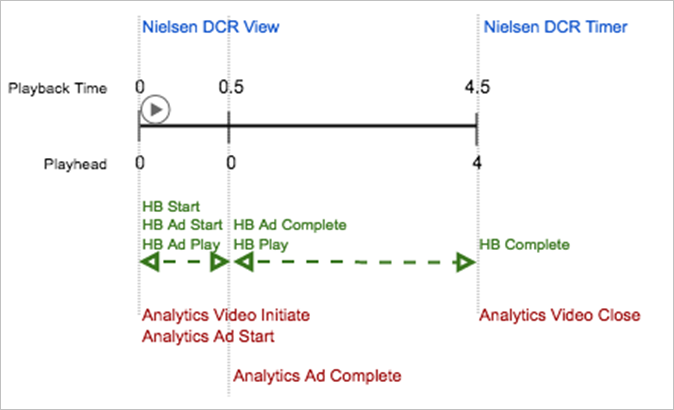 Nielsen DCR View Nielsen DCR Timer
Playback Time 0 0.5 4.5
Playhead 0 0 4
HB Start
HB Ad Start HB Ad Complete
HB Ad Play HB Play HB Complete
Analytics Video Initiate Analytics Video Close
Analytics Ad Start
Analytics Ad Complete